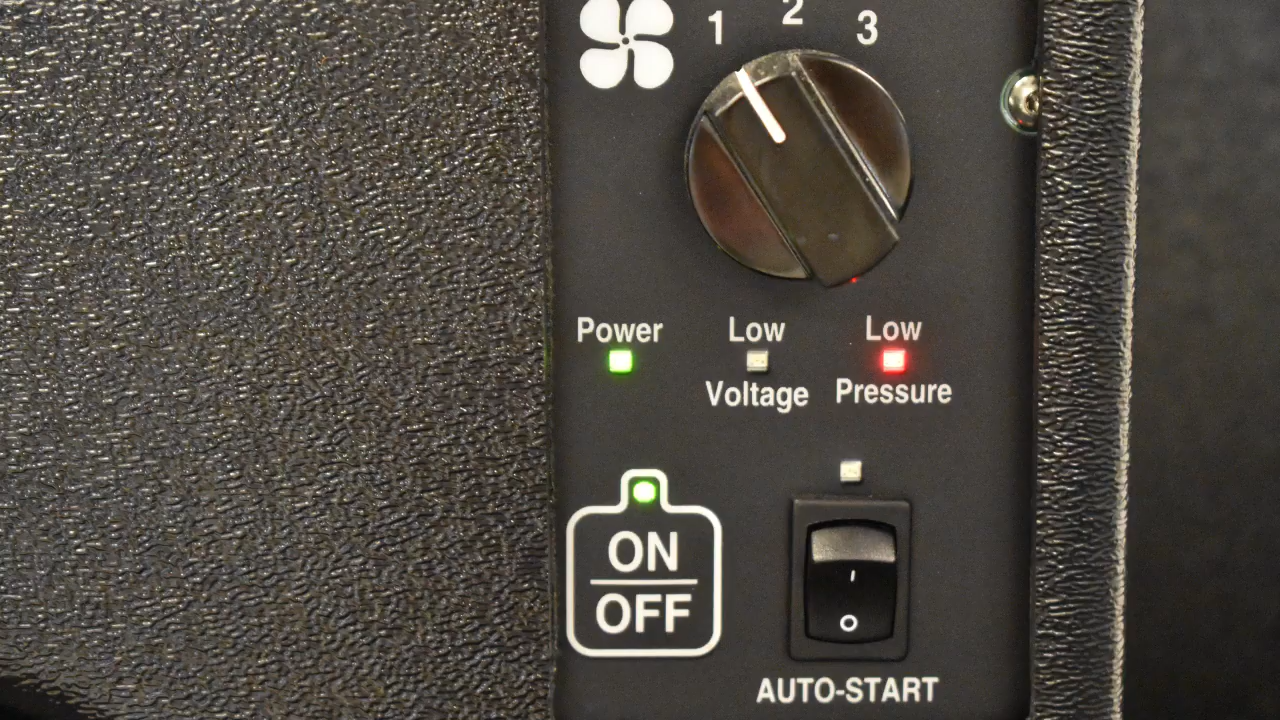 1 2 3
Power
Low
Voltage
Low
Pressure
ON
OFF
I
O
AUTO-START